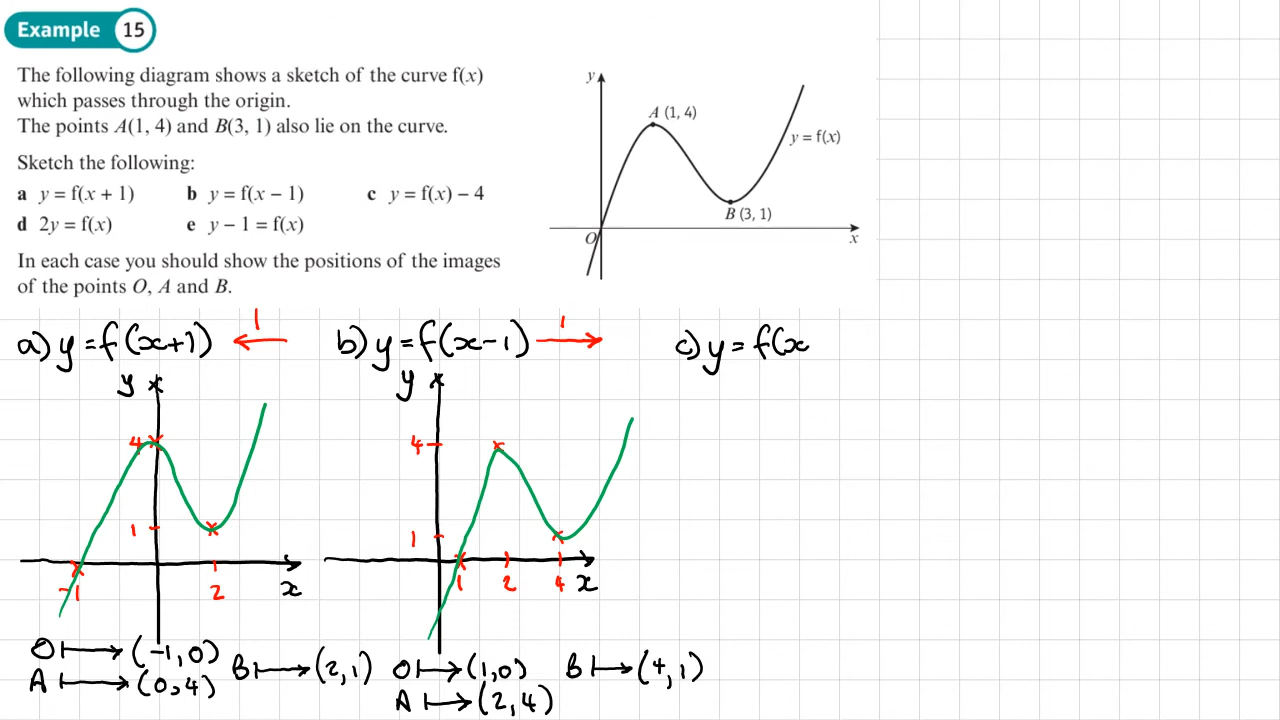 Example 15
The following diagram shows a sketch of the curve f(x)
which passes through the origin.
The points A(1, 4) and B(3, 1) also lie on the curve.
Sketch the following:
a y = f(x + 1) b y = f(x − 1) c y = f(x) − 4
d 2y = f(x) e y − 1 = f(x)
In each case you should show the positions of the images
of the points O, A and B.
y
A (1, 4)
y = f(x)
B (3, 1)
O
x
a) y = f(x+1) 1
y
4
1
-1 2 x
O ↦ (-1,0)
A ↦ (0,4)
B ↦ (2,1)
b) y = f(x-1) 1
y
4
1
1 2 4 x
O ↦ (1,0)
A ↦ (2,4)
B ↦ (4,1)
c) y = f(x